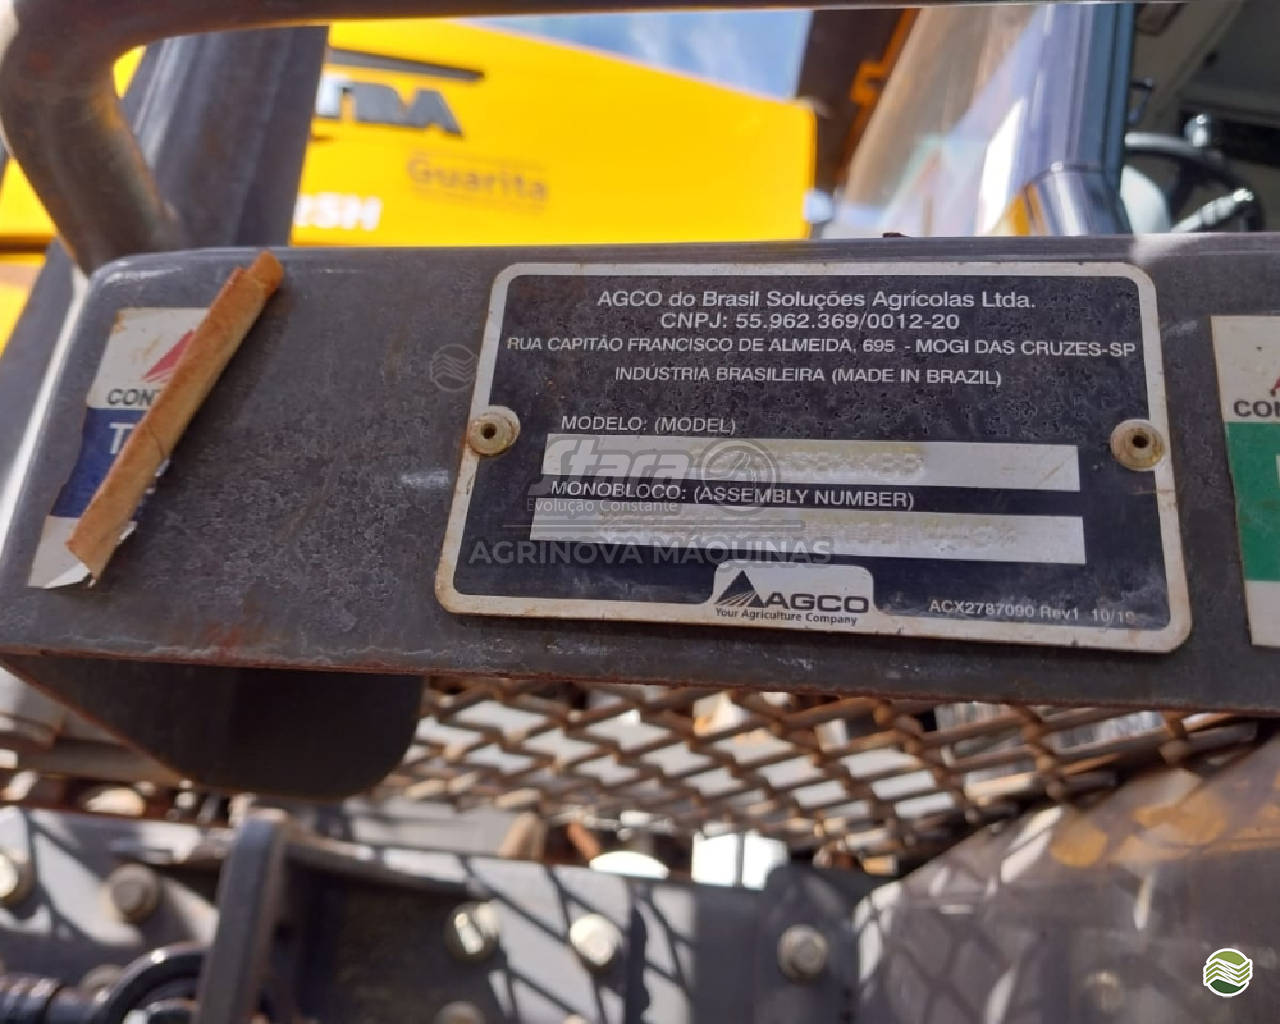 Guarita
AGCO do Brasil Soluções Agrícolas Ltda.
CNPJ: 55.962.369/0012-20
RUA CAPITÃO FRANCISCO DE ALMEIDA, 695 - MOGI DAS CRUZES-SP
INDÚSTRIA BRASILEIRA (MADE IN BRAZIL)
MODELO: (MODEL)
Stara
MONOBLOCO: (ASSEMBLY NUMBER)
Evolução Constante
AGRINOVA MÁQUINAS
AGCO
Your Agriculture Company
ACX2787090 Rev1 10/19